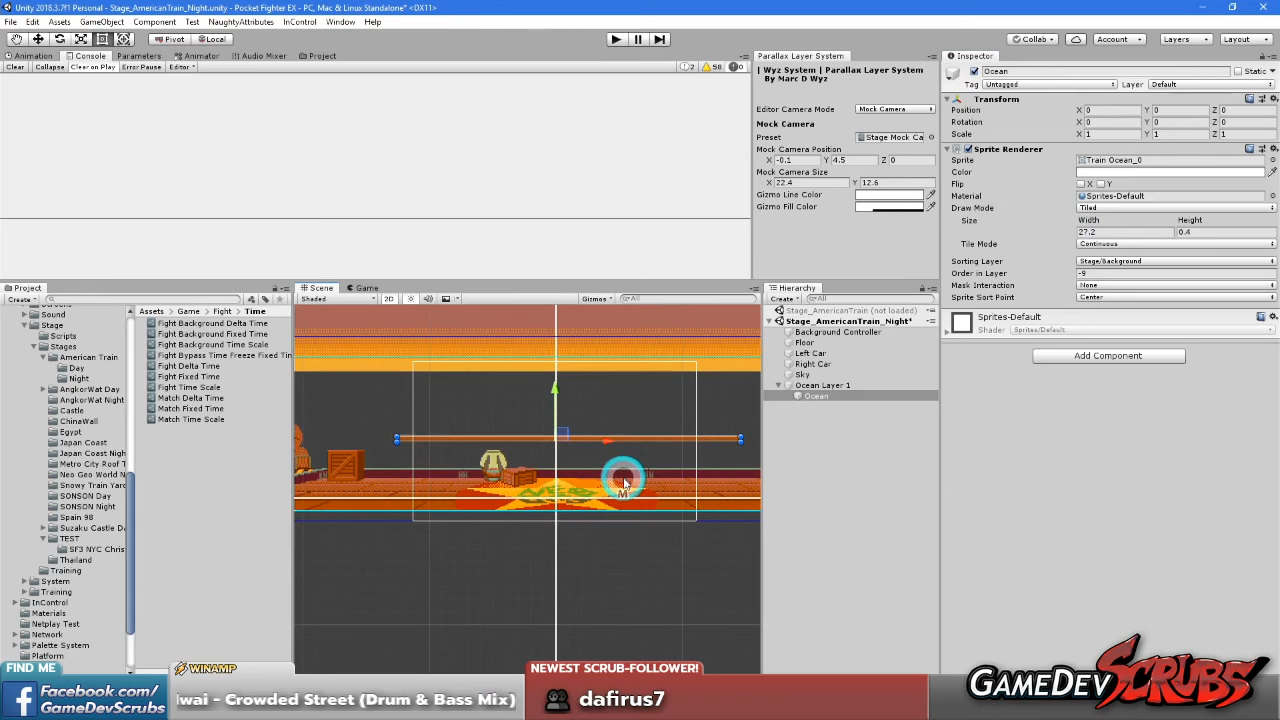 Unity 2018.3.7f1 - Stage_AmericanTrain_Night.unity - Pocket Fighter EX - PC, Mac & Linux Standalone* <DX11>
File Edit Assets GameObject Component Test NaughtyAttributes InControl Window Help
Pivot Local Collab Account Layers Layout
Animation Console Parameters Animator Audio Mixer Project
Clear Collapse Clear on Play Error Pause Editor 2 58 0
Parallax Layer System
| Wyz System | Parallax Layer System
By Marc D Wyz
Editor Camera Mode Mock Camera
Mock Camera
Preset Stage Mock Ca
Mock Camera Position
X -0.1 Y 4.5 Z 0
Mock Camera Size
X 22.4 Y 12.6
Gizmo Line Color
Gizmo Fill Color
Inspector
Ocean Static
Tag Untagged Layer Default
Transform
Position X 0 Y 0 Z 0
Rotation X 0 Y 0 Z 0
Scale X 1 Y 1 Z 1
Sprite Renderer
Sprite Train Ocean_0
Color
Flip X Y
Material Sprites-Default
Draw Mode Tiled
Size Width Height
27.2 0.4
Tile Mode Continuous
Sorting Layer Stage/Background
Order in Layer -9
Mask Interaction None
Sprite Sort Point Center
Sprites-Default
Shader Sprites/Default
Add Component
Project
Create
Sound
Stage
Scripts
Stages
American Train
Day
Night
AngkorWat Day
AngkorWat Night
Castle
ChinaWall
Egypt
Japan Coast
Japan Coast Night
Metro City Roof T
Neo Geo World N
Snowy Train Yard
SONSON Day
SONSON Night
Spain 98
Suzaku Castle Da
TEST
SF3 NYC Chris
Thailand
Training
System
Training
InControl
Materials
Netplay Test
Network
Palette System
Platform
Assets Game Fight Time
Fight Background Delta Time
Fight Background Fixed Time
Fight Background Time Scale
Fight Bypass Time Freeze Fixed Tin
Fight Delta Time
Fight Fixed Time
Fight Time Scale
Match Delta Time
Match Fixed Time
Match Time Scale
Scene Game
Shaded 2D Gizmos All
Hierarchy
Create All
Stage_AmericanTrain (not loaded)
Stage_AmericanTrain_Night*
Background Controller
Floor
Left Car
Right Car
Sky
Ocean Layer 1
Ocean
FIND ME
Facebook.com/
GameDevScrubs
WINAMP
iwai - Crowded Street (Drum & Bass Mix)
NEWEST SCRUB-FOLLOWER!
dafirus7
GAMEDEV SCRUBS